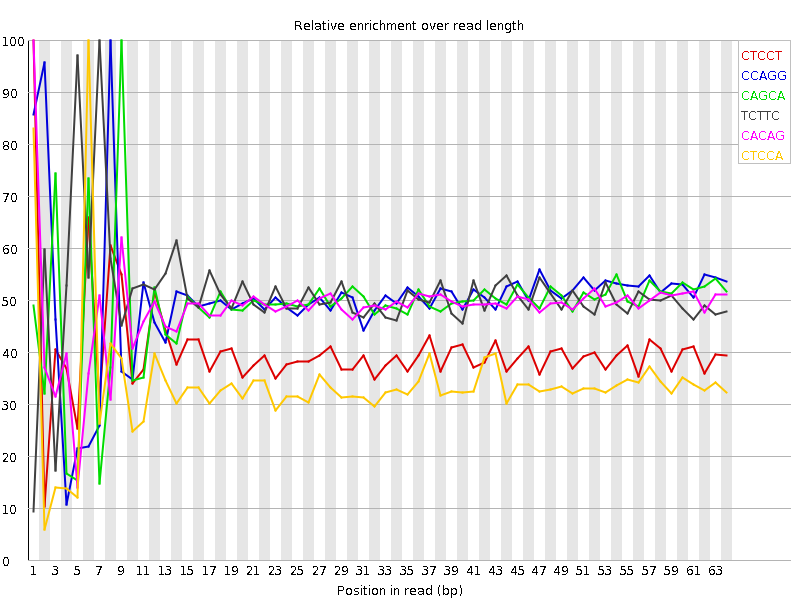 Relative enrichment over read length
100
90
80
70
60
50
40
30
20
10
0
CTCCT
CCAGG
CAGCA
TCTTC
CACAG
CTCCA
1 3 5 7 9 11 13 15 17 19 21 23 25 27 29 31 33 35 37 39 41 43 45 47 49 51 53 55 57 59 61 63
Position in read (bp)